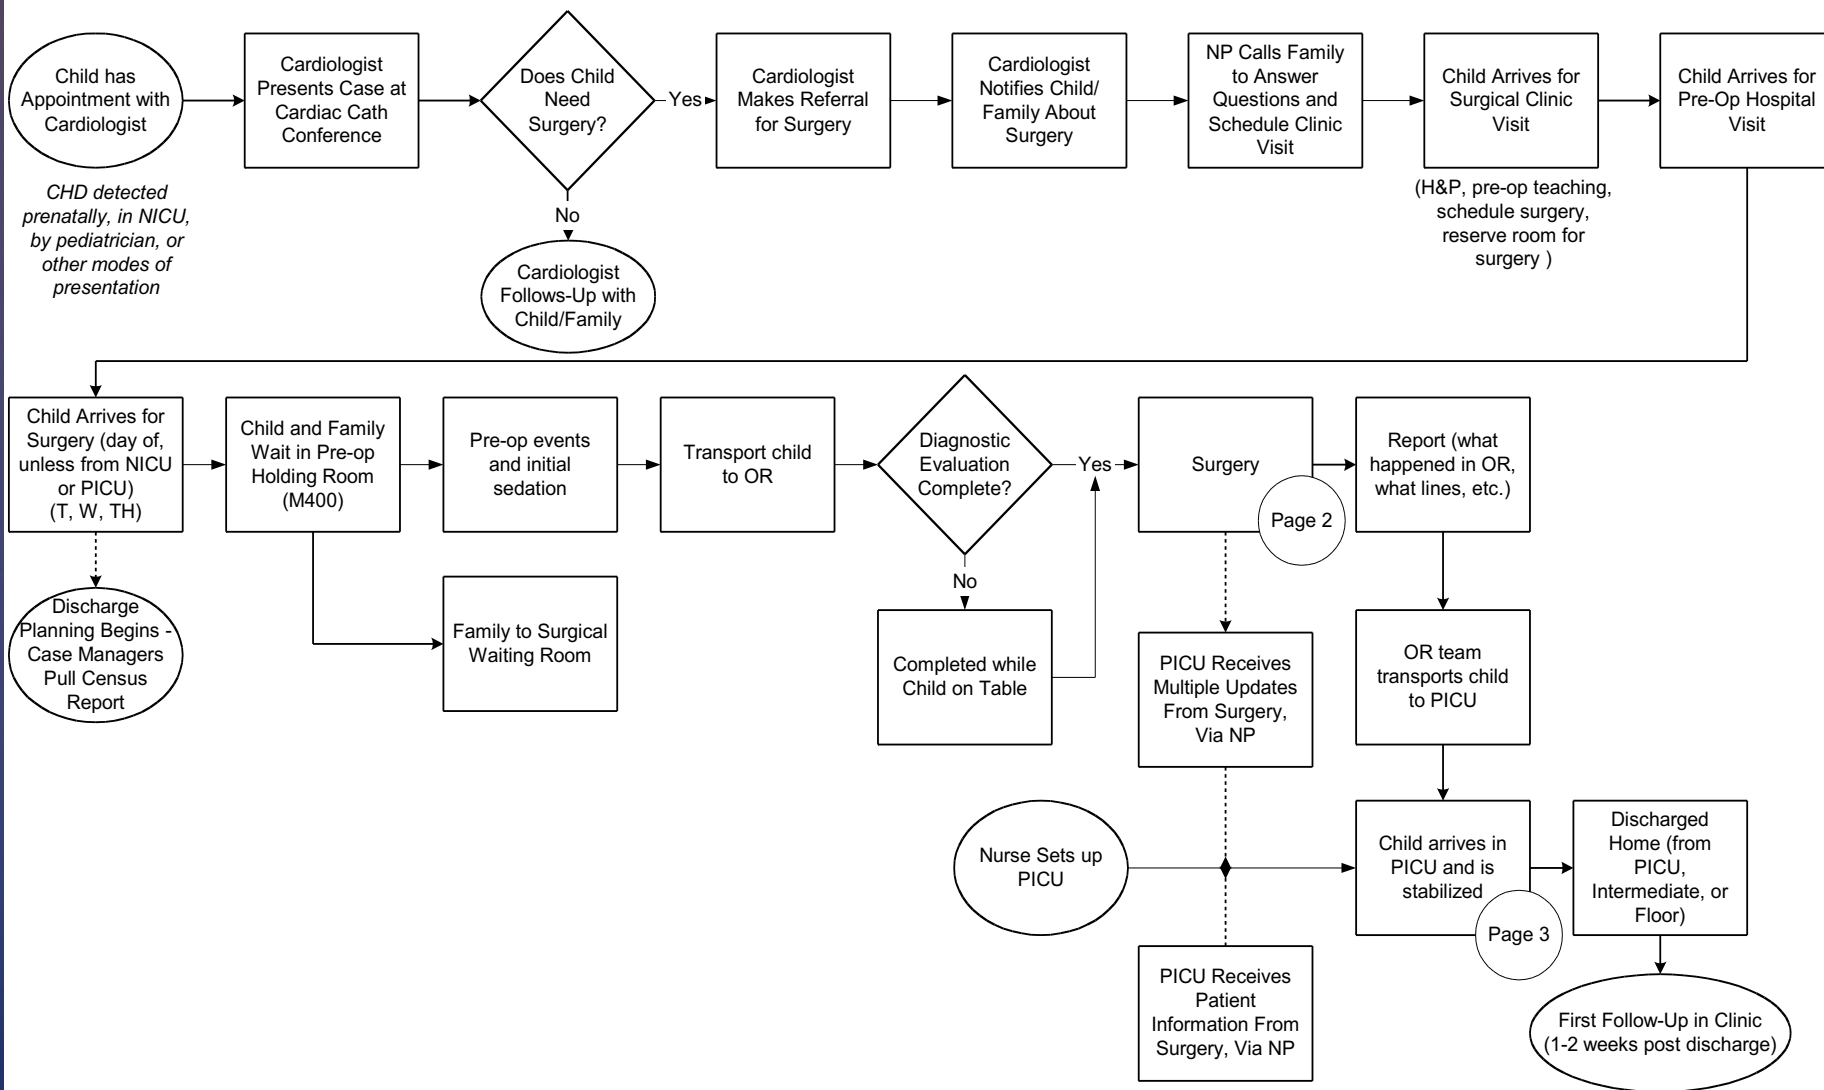 Child has
Appointment with
Cardiologist
CHD detected
prenatally, in NICU,
by pediatrician, or
other modes of
presentation
Cardiologist
Presents Case at
Cardiac Cath
Conference
Does Child
Need
Surgery?
Yes
No
Cardiologist
Follows-Up with
Child/Family
Cardiologist
Makes Referral
for Surgery
Cardiologist
Notifies Child/
Family About
Surgery
NP Calls Family
to Answer
Questions and
Schedule Clinic
Visit
Child Arrives for
Surgical Clinic
Visit
(H&P, pre-op teaching,
schedule surgery,
reserve room for
surgery )
Child Arrives for
Pre-Op Hospital
Visit
Child Arrives for
Surgery (day of,
unless from NICU
or PICU)
(T, W, TH)
Discharge
Planning Begins -
Case Managers
Pull Census
Report
Child and Family
Wait in Pre-op
Holding Room
(M400)
Family to Surgical
Waiting Room
Pre-op events
and initial
sedation
Transport child
to OR
Diagnostic
Evaluation
Complete?
Yes
No
Completed while
Child on Table
Surgery
Page 2
PICU Receives
Multiple Updates
From Surgery,
Via NP
Report (what
happened in OR,
what lines, etc.)
OR team
transports child
to PICU
Nurse Sets up
PICU
PICU Receives
Patient
Information From
Surgery, Via NP
Child arrives in
PICU and is
stabilized
Page 3
Discharged
Home (from
PICU,
Intermediate, or
Floor)
First Follow-Up in Clinic
(1-2 weeks post discharge)